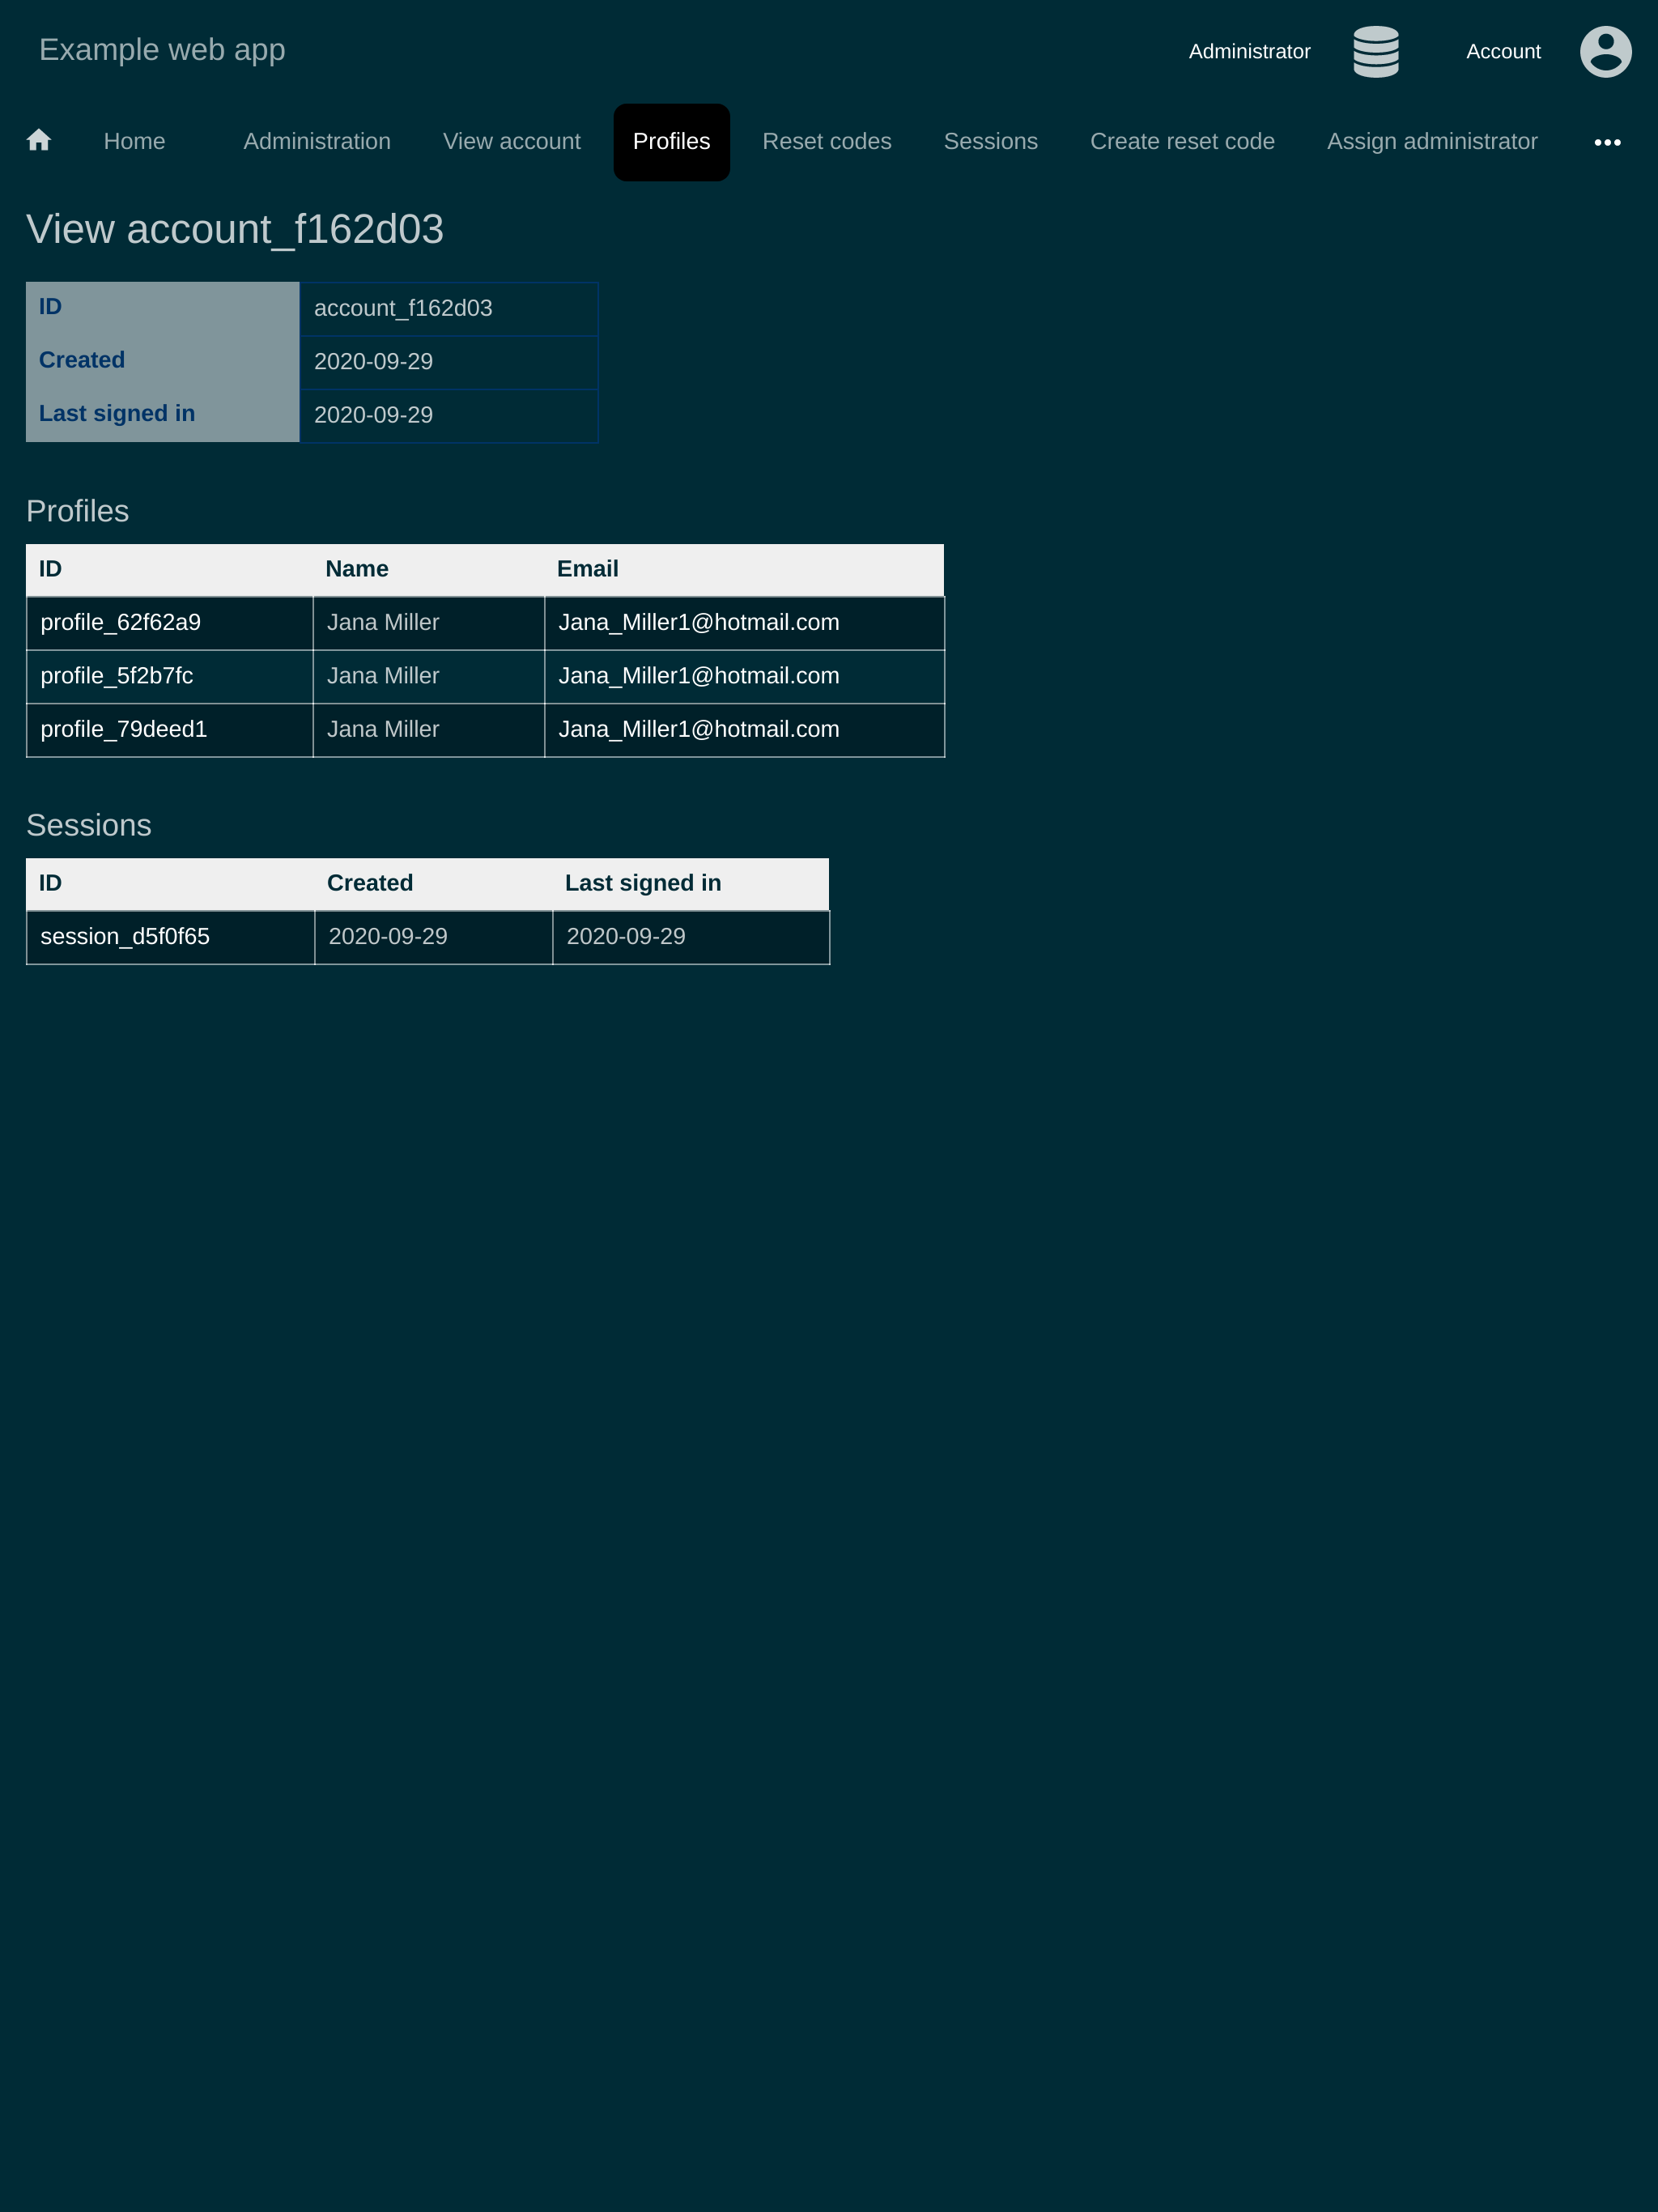 Example web app Administrator Account
Home Administration View account Profiles Reset codes Sessions Create reset code Assign administrator •••
View account_f162d03
ID account_f162d03
Created 2020-09-29
Last signed in 2020-09-29
Profiles
ID Name Email
profile_62f62a9 Jana Miller Jana_Miller1@hotmail.com
profile_5f2b7fc Jana Miller Jana_Miller1@hotmail.com
profile_79deed1 Jana Miller Jana_Miller1@hotmail.com
Sessions
ID Created Last signed in
session_d5f0f65 2020-09-29 2020-09-29